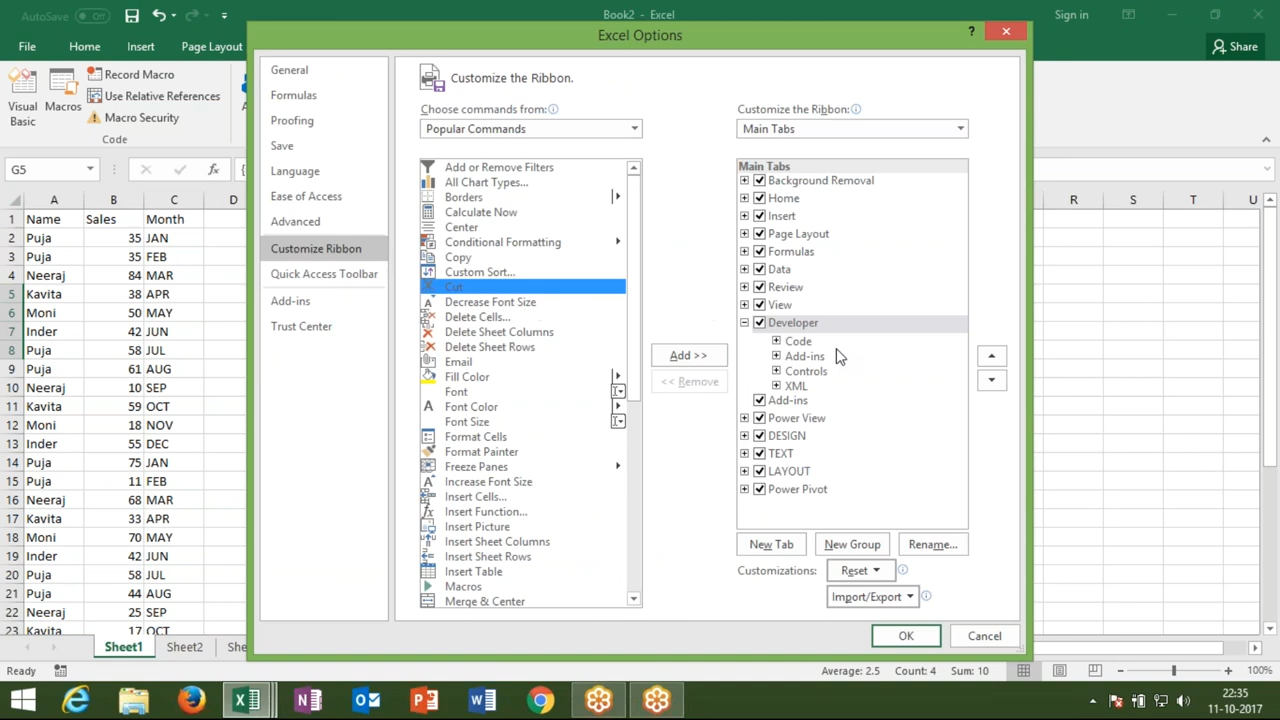 AutoSave Off
Book2 - Excel
Sign in
Excel Options
?
File Home Insert Page Layout
Share
Visual Basic
Macros
Record Macro
Use Relative References
Macro Security
Code
G5
fx
General
Formulas
Proofing
Save
Language
Ease of Access
Advanced
Customize Ribbon
Quick Access Toolbar
Add-ins
Trust Center
Customize the Ribbon.
Choose commands from:
Popular Commands
Add or Remove Filters
All Chart Types...
Borders
Calculate Now
Center
Conditional Formatting
Copy
Custom Sort...
Cut
Decrease Font Size
Delete Cells...
Delete Sheet Columns
Delete Sheet Rows
Email
Fill Color
Font
Font Color
Font Size
Format Cells
Format Painter
Freeze Panes
Increase Font Size
Insert Cells...
Insert Function...
Insert Picture
Insert Sheet Columns
Insert Sheet Rows
Insert Table
Macros
Merge & Center
Add >>
<< Remove
Customize the Ribbon:
Main Tabs
Main Tabs
Background Removal
Home
Insert
Page Layout
Formulas
Data
Review
View
Developer
Code
Add-ins
Controls
XML
Add-ins
Power View
DESIGN
TEXT
LAYOUT
Power Pivot
New Tab New Group Rename...
Customizations: Reset
Import/Export
OK Cancel
A B C D R S T U
1 Name Sales Month
2 Puja 35 JAN
3 Puja 35 FEB
4 Neeraj 84 MAR
5 Kavita 38 APR
6 Moni 50 MAY
7 Inder 42 JUN
8 Puja 58 JUL
9 Puja 61 AUG
10 Neeraj 10 SEP
11 Kavita 59 OCT
12 Moni 18 NOV
13 Inder 55 DEC
14 Puja 75 JAN
15 Puja 11 FEB
16 Neeraj 68 MAR
17 Kavita 33 APR
18 Moni 70 MAY
19 Inder 42 JUN
20 Puja 58 JUL
21 Puja 44 AUG
22 Neeraj 25 SEP
23 Kavita 17 OCT
Sheet1 Sheet2 She
Ready
Average: 2.5 Count: 4 Sum: 10
100%
22:35
11-10-2017